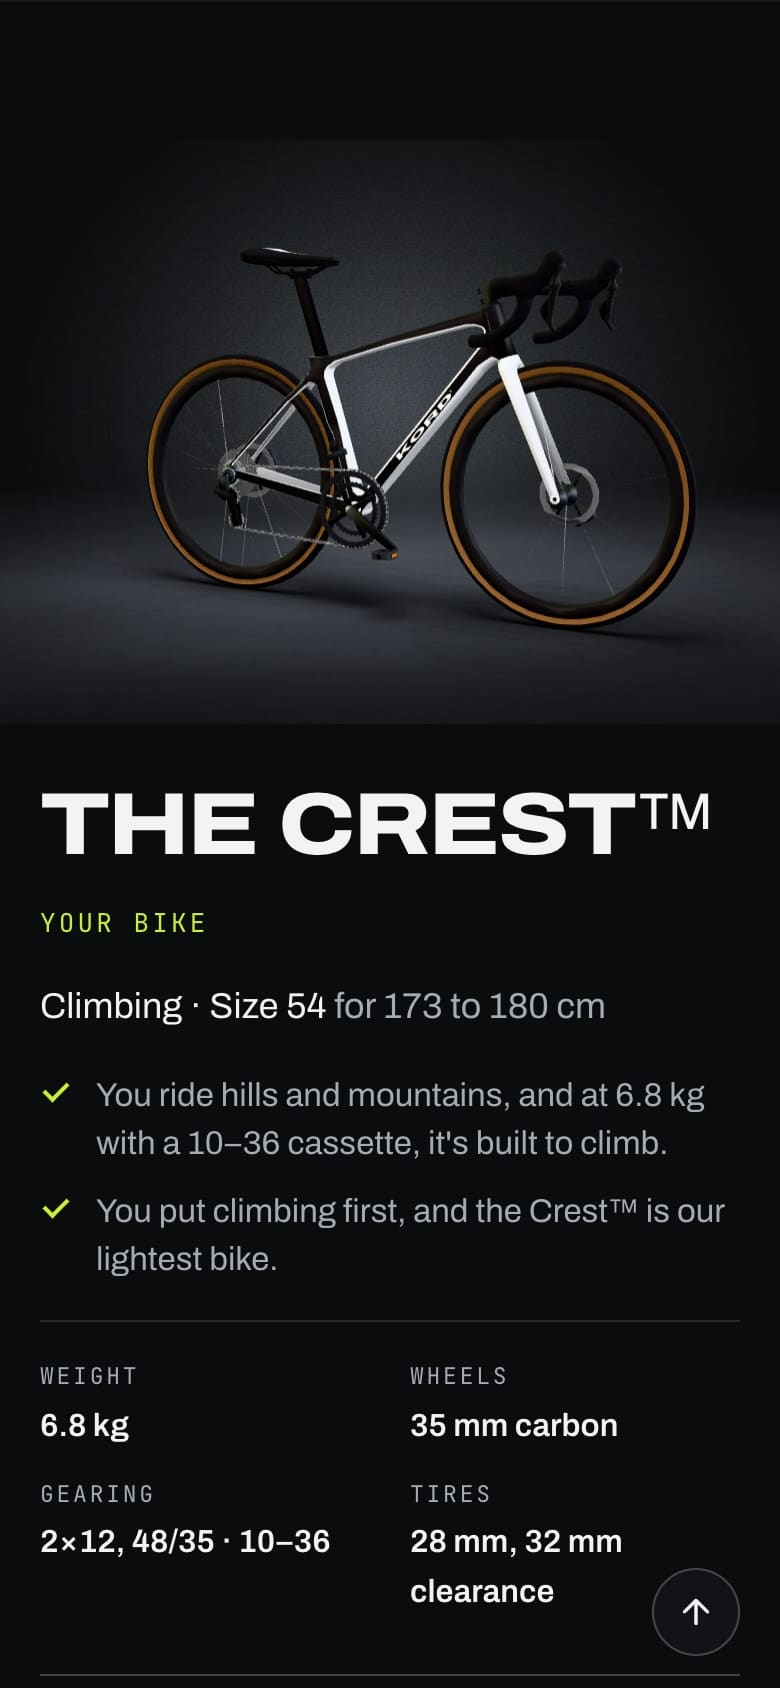 KORD
THE CREST™
YOUR BIKE
Climbing · Size 54 for 173 to 180 cm
You ride hills and mountains, and at 6.8 kg
with a 10–36 cassette, it's built to climb.
You put climbing first, and the Crest™ is our
lightest bike.
WEIGHT
6.8 kg
WHEELS
35 mm carbon
GEARING
2×12, 48/35 · 10–36
TIRES
28 mm, 32 mm
clearance